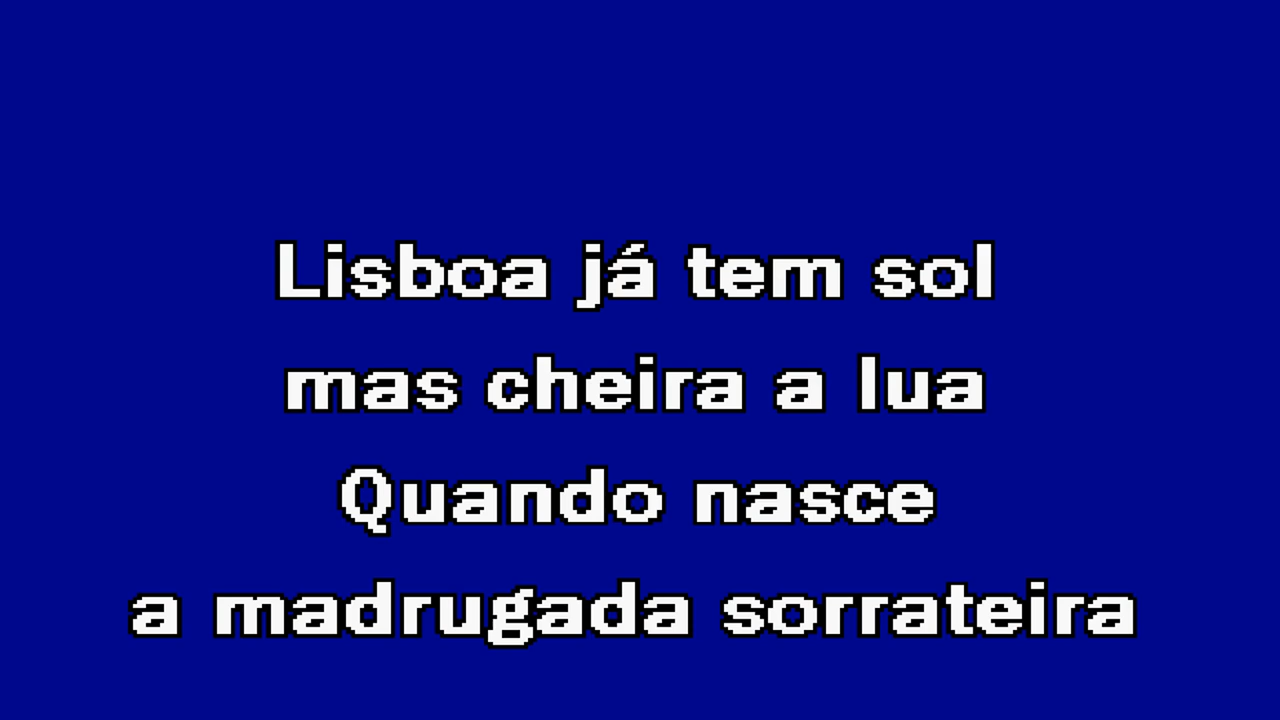 Lisboa já tem sol
mas cheira a lua
Quando nasce
a madrugada sorrateira